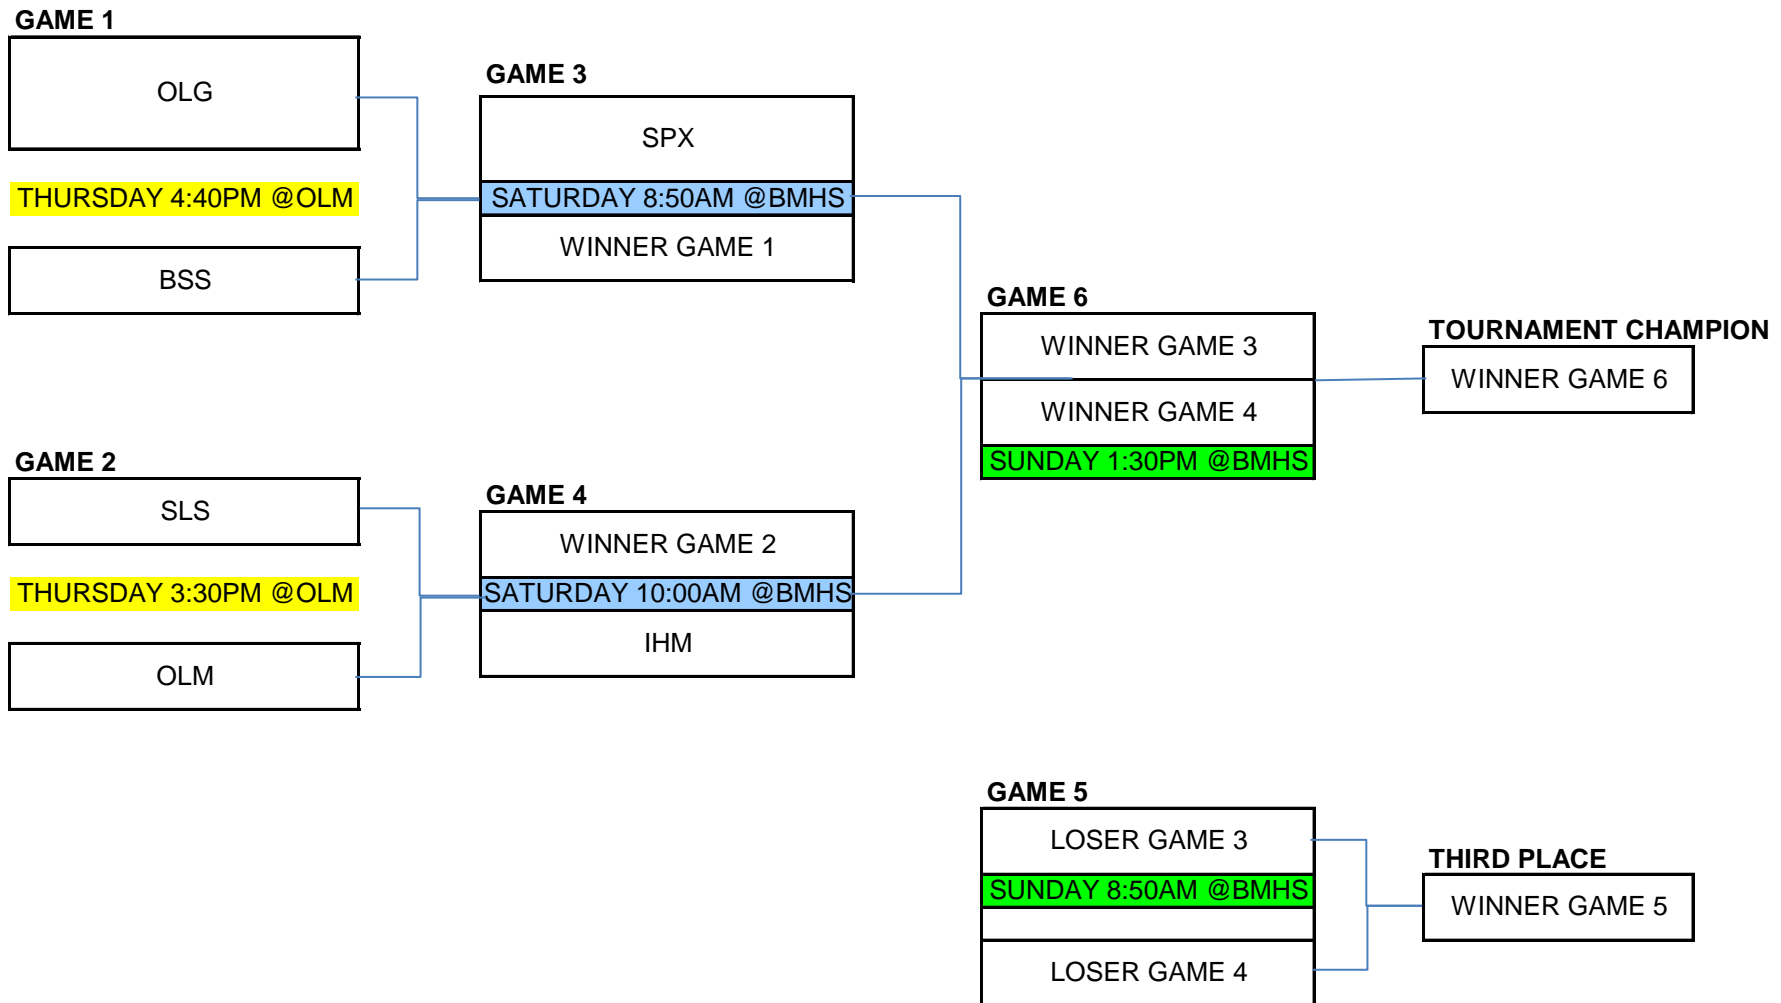 GAME 1
OLG
THURSDAY 4:40PM @OLM
BSS
GAME 3
SPX
SATURDAY 8:50AM @BMHS
WINNER GAME 1
GAME 2
SLS
THURSDAY 3:30PM @OLM
OLM
GAME 4
WINNER GAME 2
SATURDAY 10:00AM @BMHS
IHM
GAME 6
WINNER GAME 3
WINNER GAME 4
SUNDAY 1:30PM @BMHS
TOURNAMENT CHAMPION
WINNER GAME 6
GAME 5
LOSER GAME 3
SUNDAY 8:50AM @BMHS
LOSER GAME 4
THIRD PLACE
WINNER GAME 5